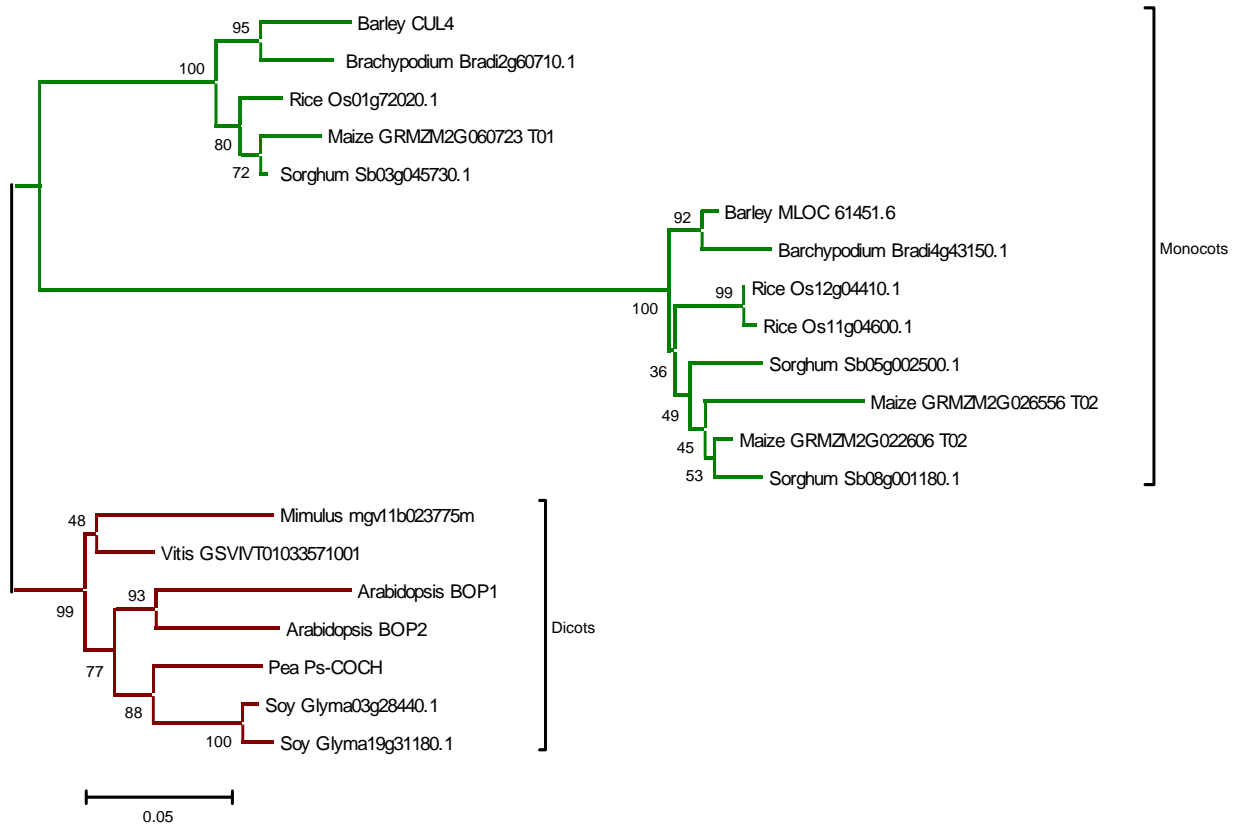 95
Barley CUL4
Brachypodium Bradi2g60710.1
100
Rice Os01g72020.1
80
Maize GRMZM2G060723 T01
72
Sorghum Sb03g045730.1
92
Barley MLOC 61451.6
Barchypodium Bradi4g43150.1
Monocots
99
Rice Os12g04410.1
100
Rice Os11g04600.1
36
Sorghum Sb05g002500.1
49
Maize GRMZM2G026556 T02
45
Maize GRMZM2G022606 T02
53
Sorghum Sb08g001180.1
48
Mimulus mgv11b023775m
Vitis GSVIVT01033571001
93
Arabidopsis BOP1
99
Arabidopsis BOP2
Dicots
77
Pea Ps-COCH
88
Soy Glyma03g28440.1
100
Soy Glyma19g31180.1
0.05